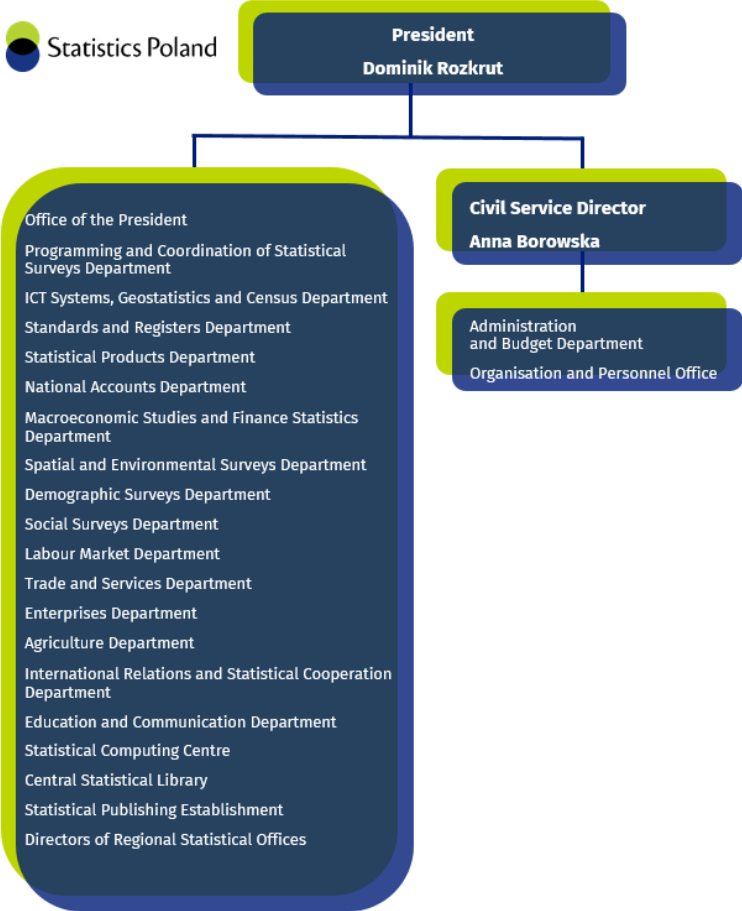 Statistics Poland
President
Dominik Rozkrut
Office of the President
Programming and Coordination of Statistical
Surveys Department
ICT Systems, Geostatistics and Census Department
Standards and Registers Department
Statistical Products Department
National Accounts Department
Macroeconomic Studies and Finance Statistics
Department
Spatial and Environmental Surveys Department
Demographic Surveys Department
Social Surveys Department
Labour Market Department
Trade and Services Department
Enterprises Department
Agriculture Department
International Relations and Statistical Cooperation
Department
Education and Communication Department
Statistical Computing Centre
Central Statistical Library
Statistical Publishing Establishment
Directors of Regional Statistical Offices
Civil Service Director
Anna Borowska
Administration
and Budget Department
Organisation and Personnel Office